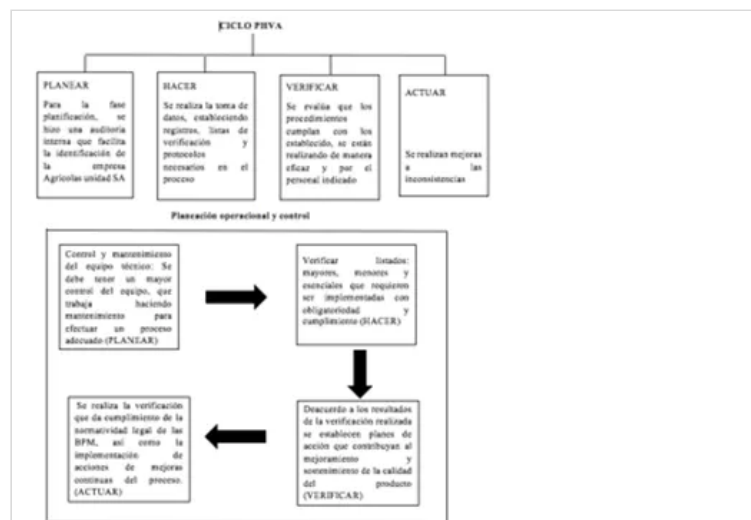 CICLO PHVA
PLANEAR
Para la fase
planificación, se
hizo una auditoria
interna que facilita
la identificación de
la empresa
Agrícolas unidad SA
HACER
Se realiza la toma de
datos, estableciendo
registros, listas de
verificación y
protocolos
necesarios en el
proceso
VERIFICAR
Se evalúa que los
procedimientos
cumplan con los
establecido, se están
realizando de manera
eficaz y por el
personal indicado
ACTUAR
Se realizan mejoras
a las
inconsistencias
Planeación operacional y control
Control y mantenimiento
del equipo técnico: Se
debe tener un mayor
control del equipo, que
trabaja haciendo
mantenimiento para
efectuar un proceso
adecuado (PLANEAR)
Verificar listados:
mayores, menores y
esenciales que requieren
ser implementadas con
obligatoriedad y
cumplimiento (HACER)
Se realiza la verificación
que da cumplimiento de la
normatividad legal de las
BPM, así como la
implementación de
acciones de mejoras
continuas del proceso.
(ACTUAR)
Deacuerdo a los resultados
de la verificación realizada
se establecen planes de
acción que contribuyan al
mejoramiento y
sostenimiento de la calidad
del producto
(VERIFICAR)